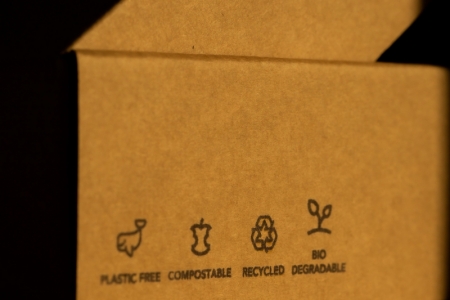 PLASTIC FREE
COMPOSTABLE
RECYCLED
BIO
DEGRADABLE